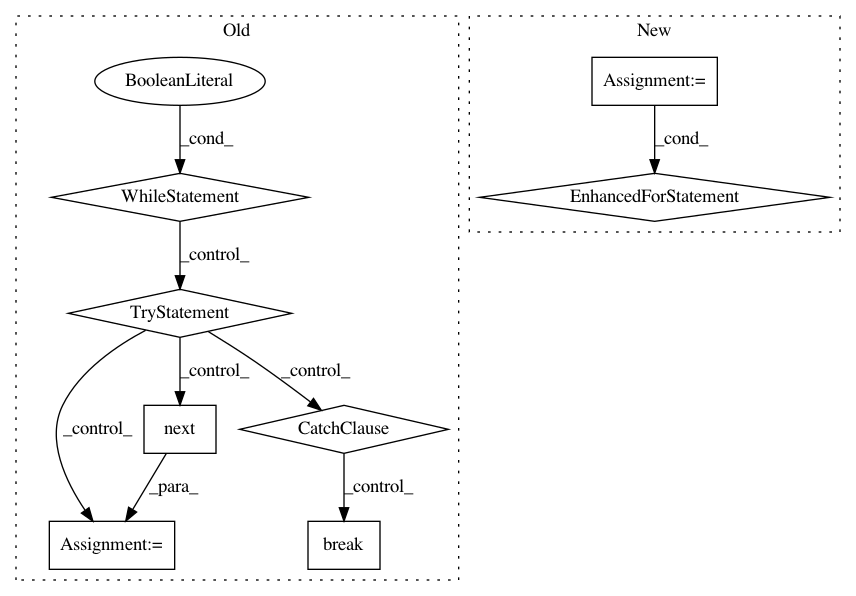 Old
New
BooleanLiteral
Assignment:=
_cond_
_cond_
WhileStatement
EnhancedForStatement
_control_
TryStatement
_control_
_control_
_control_
next
CatchClause
_para_
_control_
Assignment:=
break